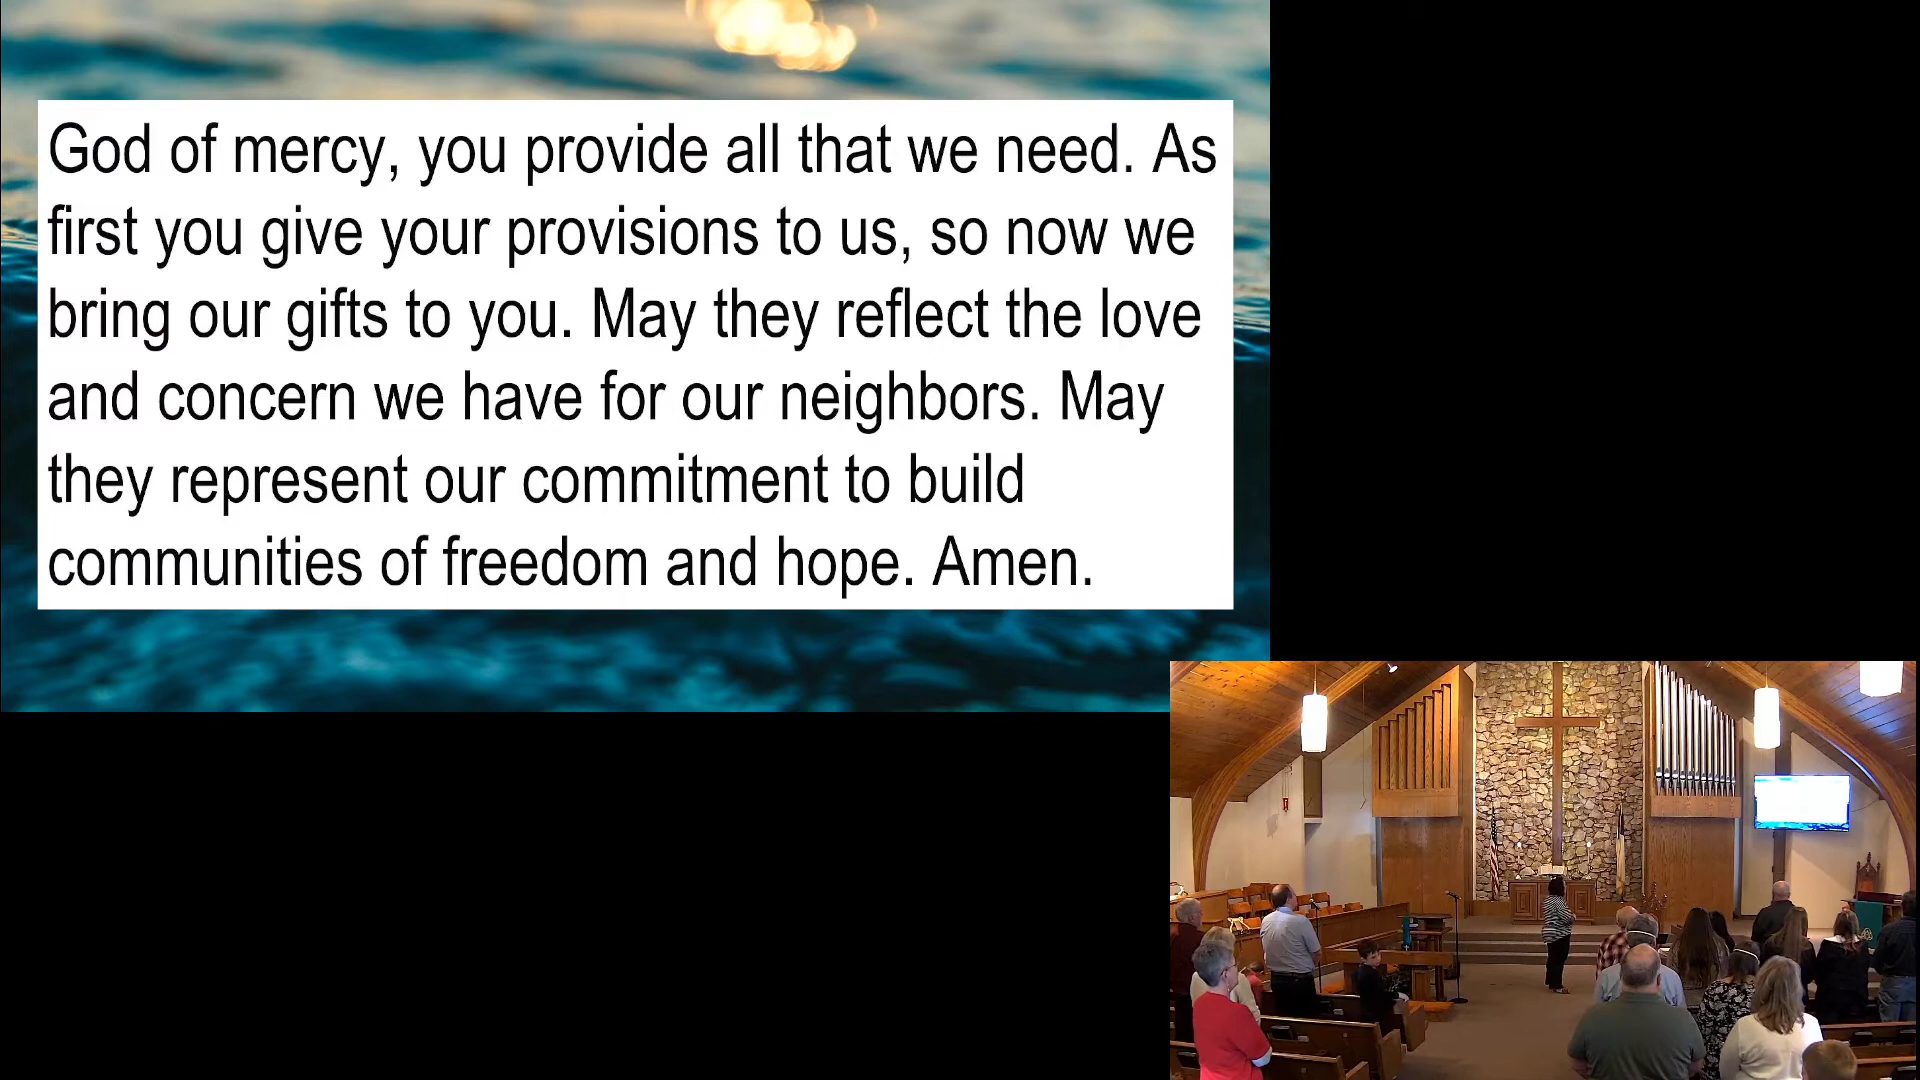 God of mercy, you provide all that we need. As
first you give your provisions to us, so now we
bring our gifts to you. May they reflect the love
and concern we have for our neighbors. May
they represent our commitment to build
communities of freedom and hope. Amen.